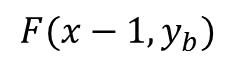 F(x − 1, y_b)